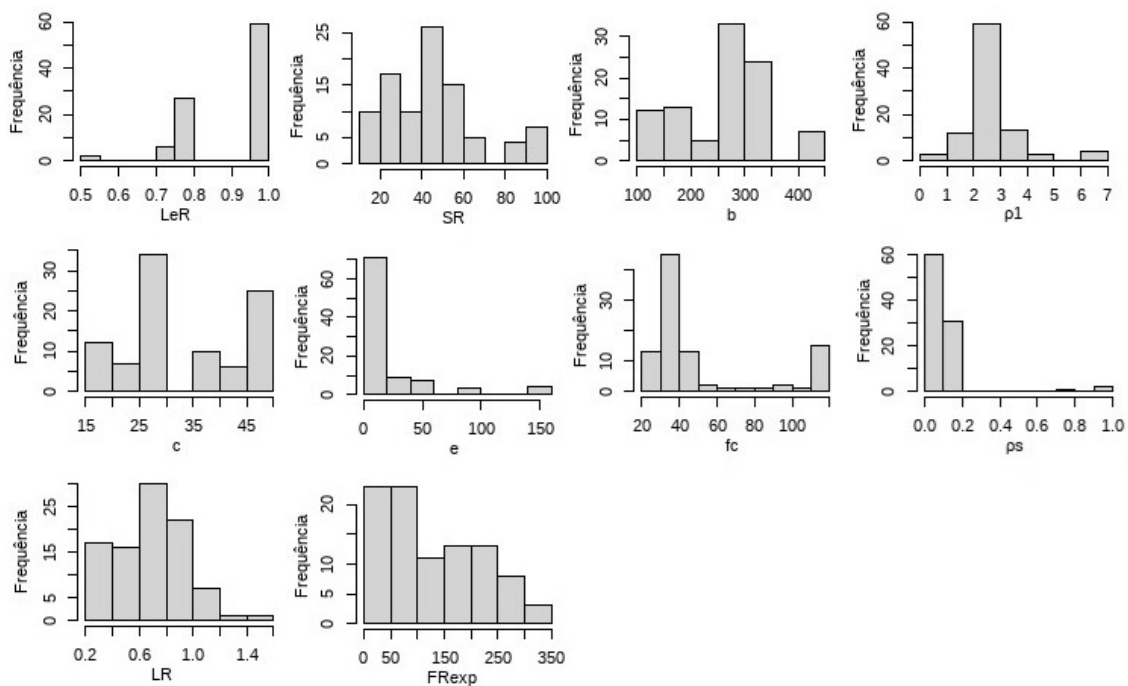 Frequência
0 20 40 60
0.5 0.6 0.7 0.8 0.9 1.0
LeR
Frequência
0 5 15 25
20 40 60 80 100
SR
Frequência
0 10 20 30
100 200 300 400
b
Frequência
0 20 40 60
0 1 2 3 4 5 6 7
ρ1
Frequência
0 10 20 30
15 25 35 45
c
Frequência
0 20 40 60
0 50 100 150
e
Frequência
0 10 30
20 40 60 80 100
fc
Frequência
0 20 40 60
0.0 0.2 0.4 0.6 0.8 1.0
ρs
Frequência
0 5 15 25
0.2 0.6 1.0 1.4
LR
Frequência
0 5 10 20
0 50 150 250 350
FRexp